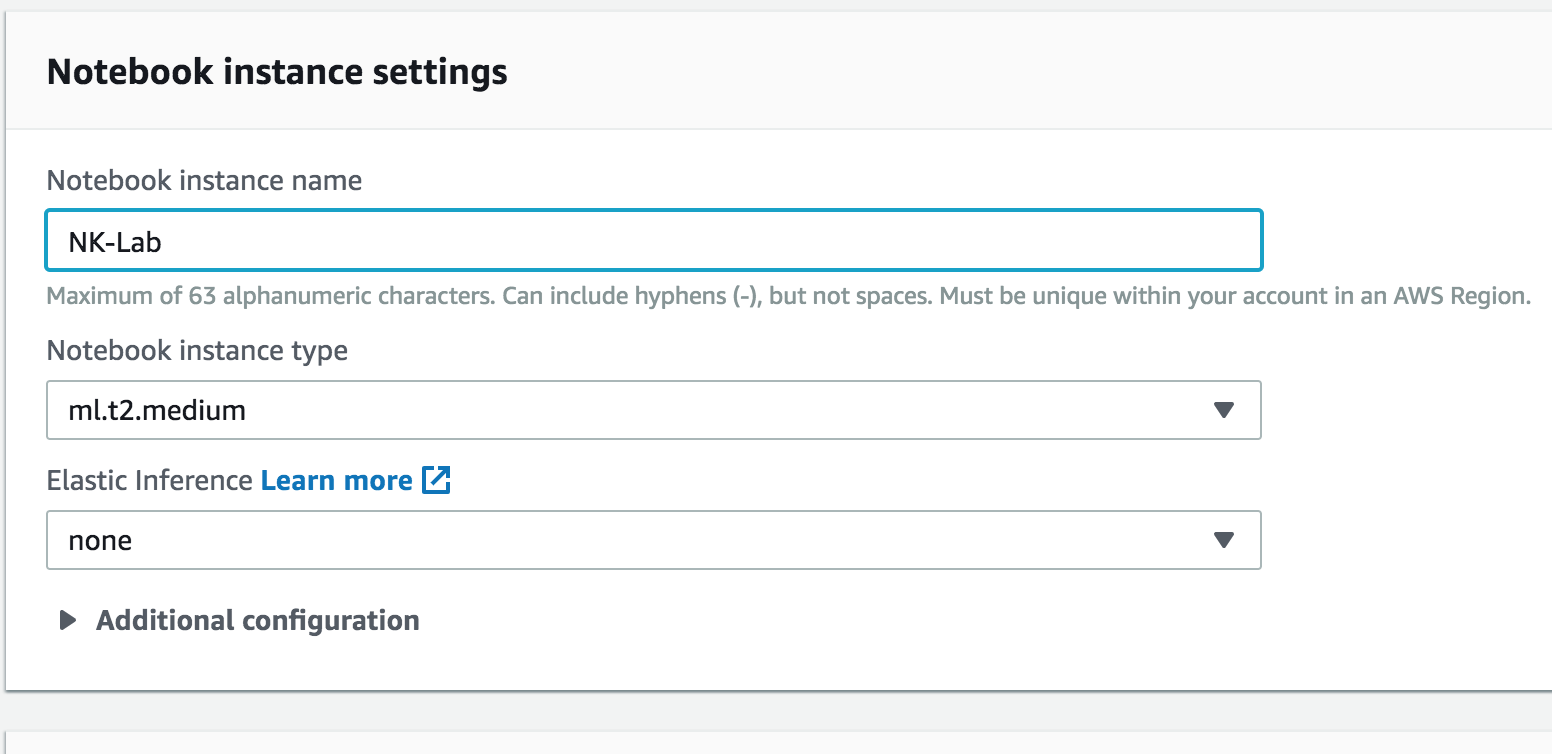 Notebook instance settings
Notebook instance name
NK-Lab
Maximum of 63 alphanumeric characters. Can include hyphens (-), but not spaces. Must be unique within your account in an AWS Region.
Notebook instance type
ml.t2.medium
Elastic Inference Learn more
none
Additional configuration